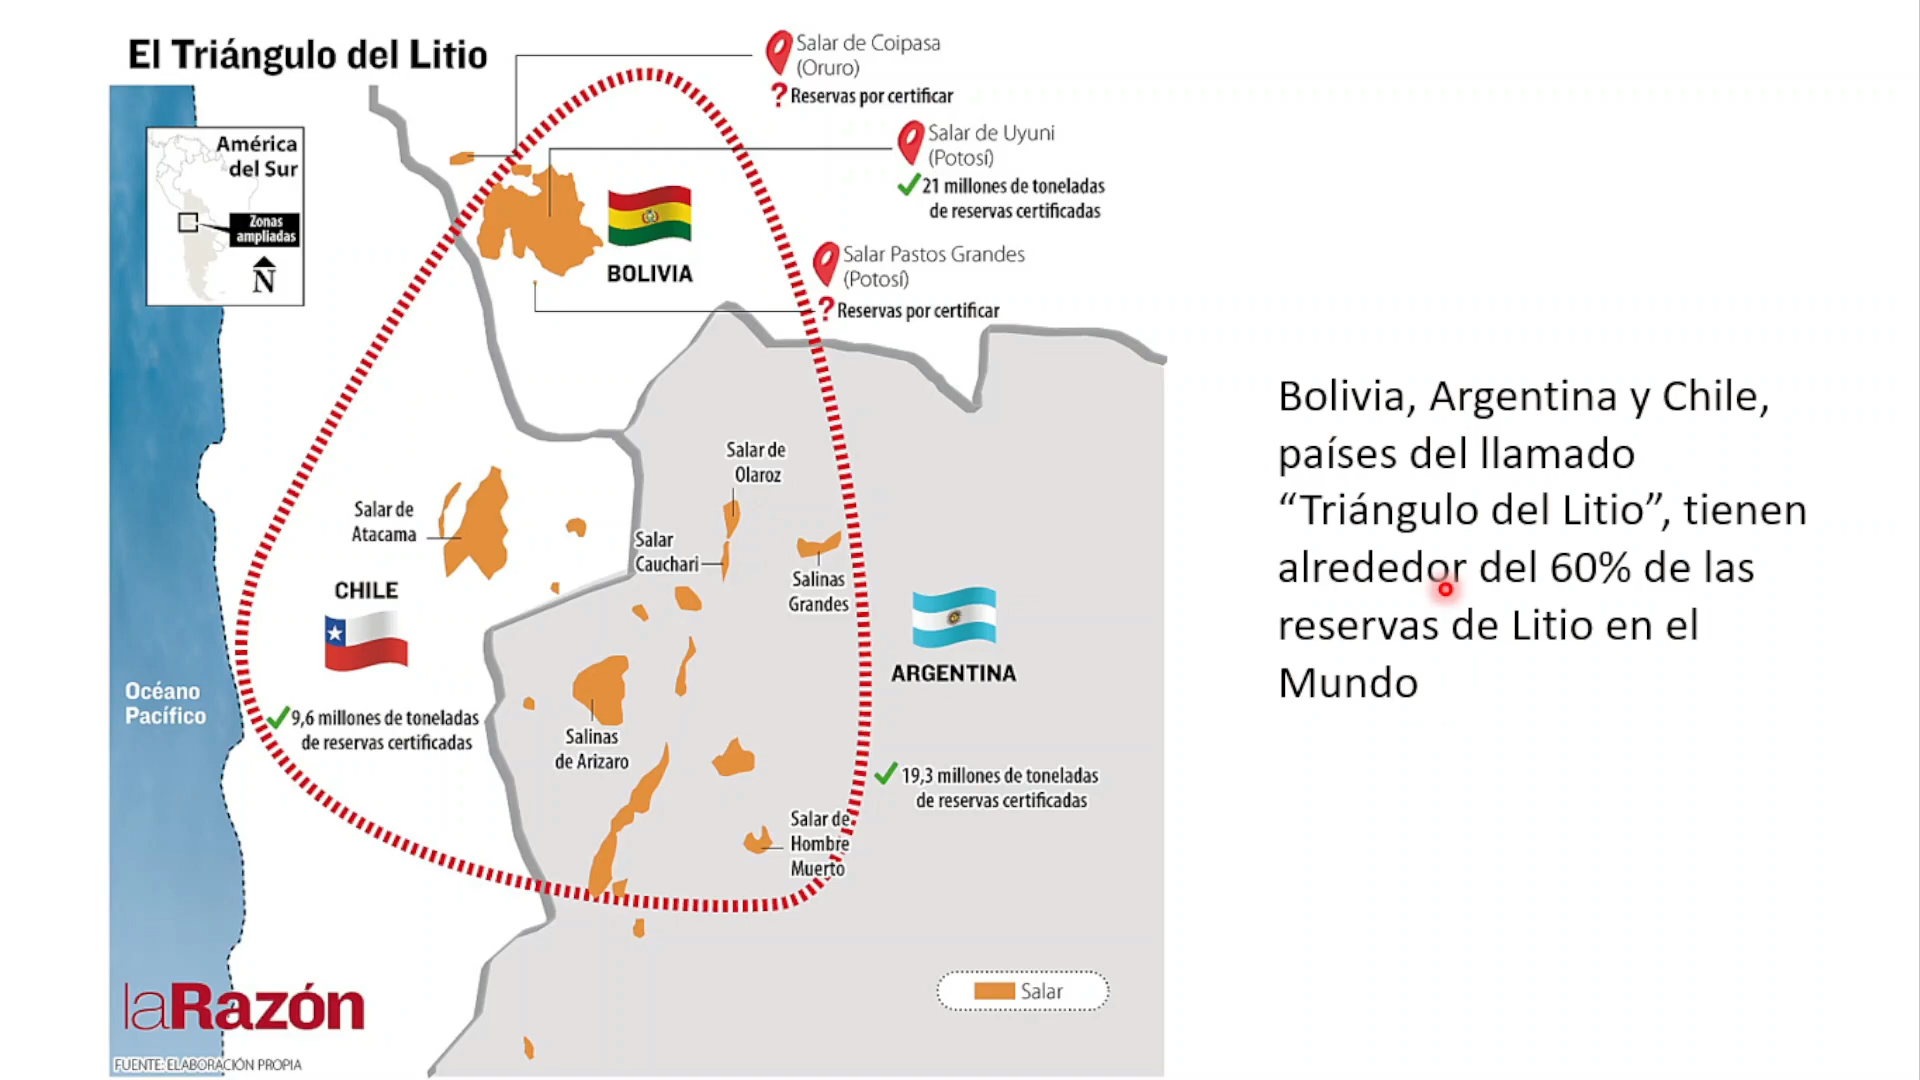 El Triángulo del Litio
América
del Sur
Zonas
ampliadas
N
Salar de Coipasa
(Oruro)
? Reservas por certificar
Salar de Uyuni
(Potosí)
21 millones de toneladas
de reservas certificadas
BOLIVIA
Salar Pastos Grandes
(Potosí)
? Reservas por certificar
Salar de
Olaroz
Salar de
Atacama
Salar
Cauchari
Salinas
Grandes
CHILE
ARGENTINA
Océano
Pacífico
9,6 millones de toneladas
de reservas certificadas
Salinas
de Arizaro
19,3 millones de toneladas
de reservas certificadas
Salar de
Hombre
Muerto
Salar
laRazón
FUENTE: ELABORACIÓN PROPIA
Bolivia, Argentina y Chile,
países del llamado
“Triángulo del Litio”, tienen
alrededor del 60% de las
reservas de Litio en el
Mundo